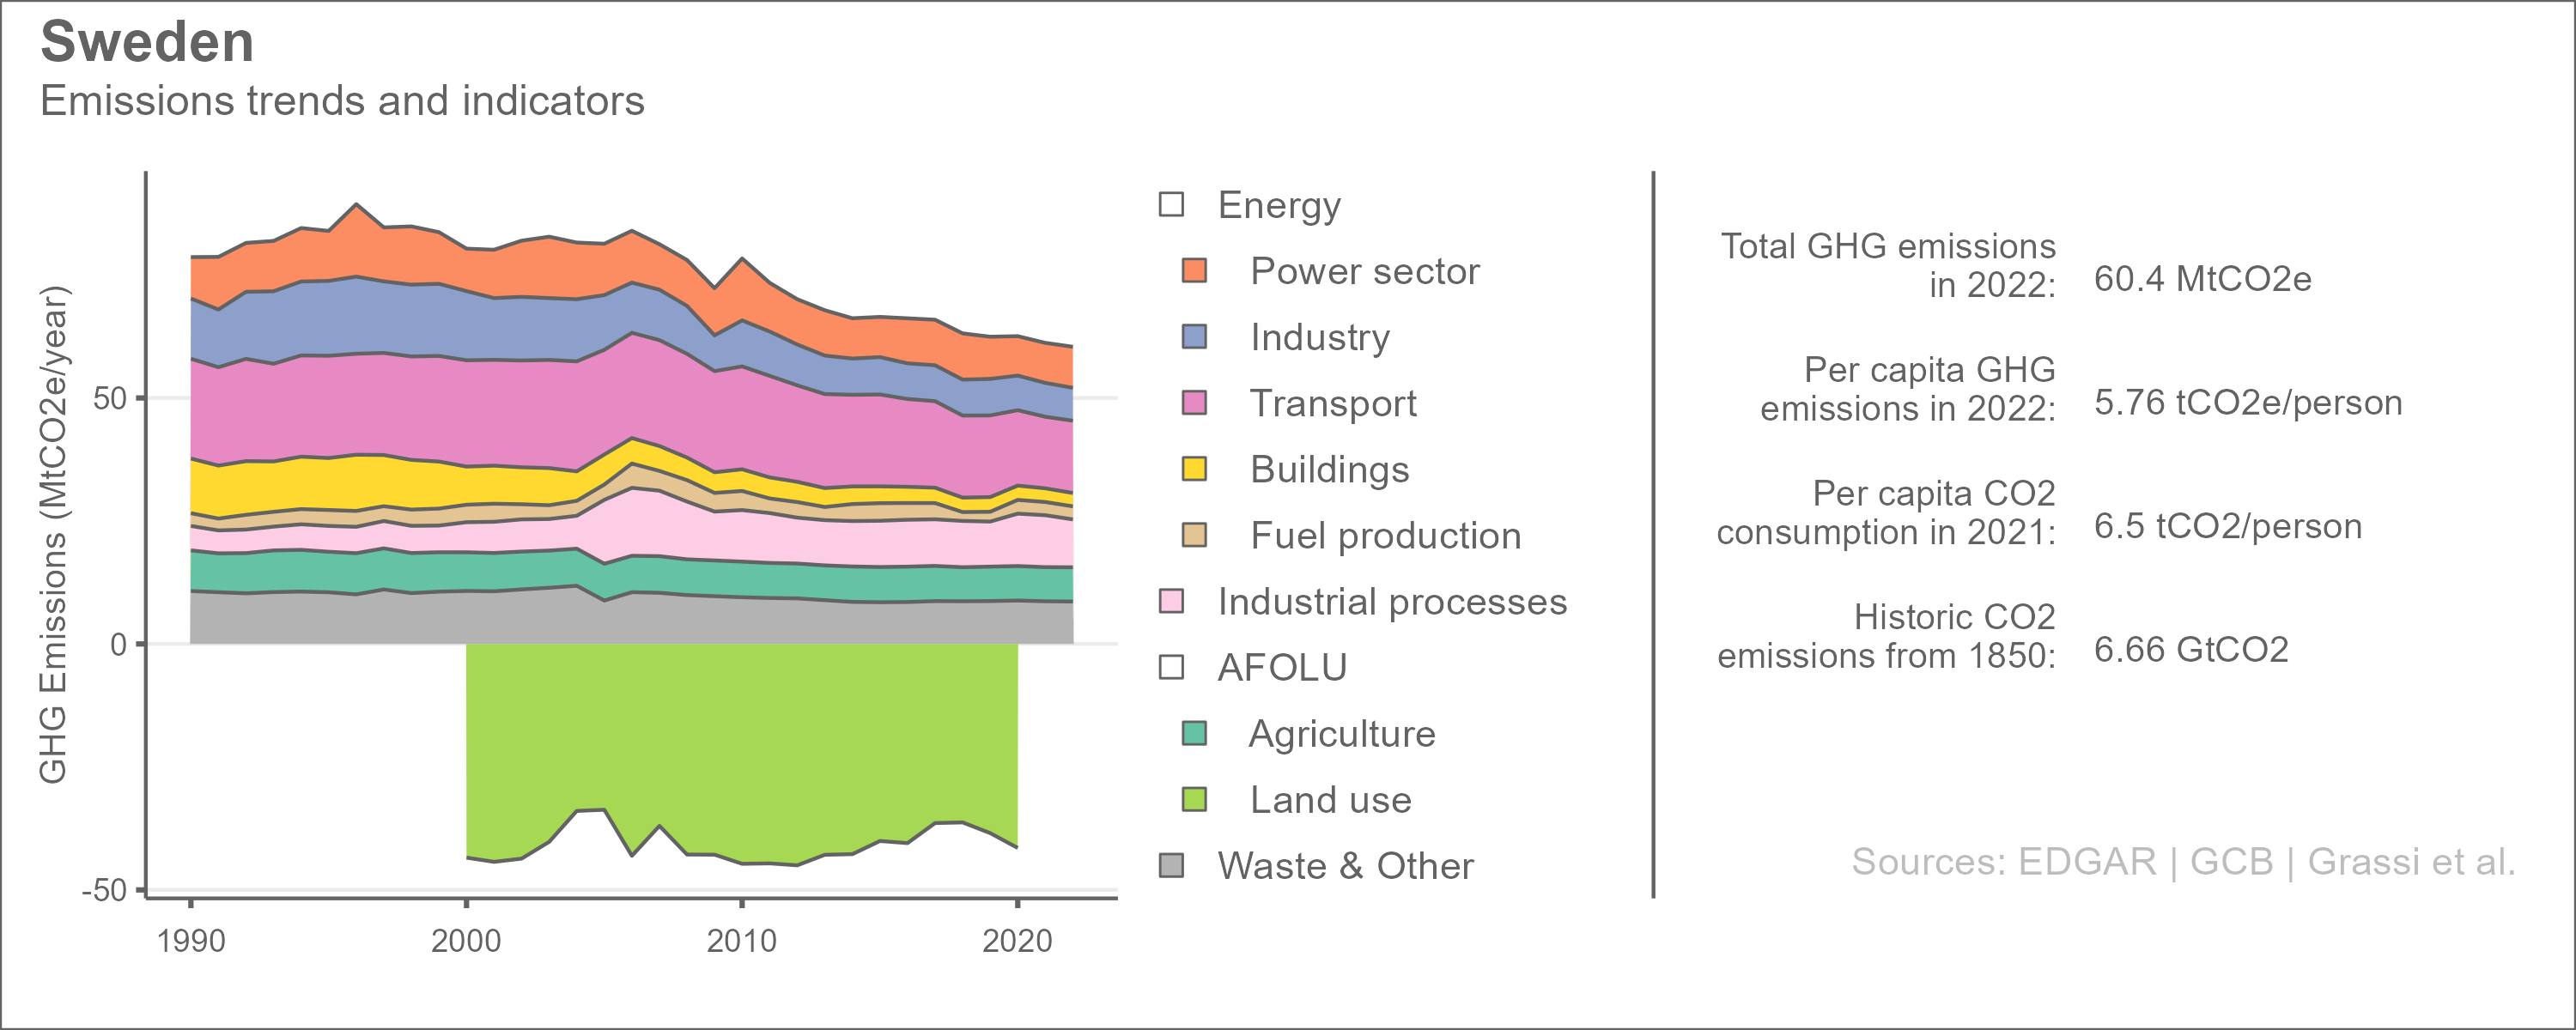 Sweden
Emissions trends and indicators
GHG Emissions (MtCO2e/year)
50
0
-50
1990
2000
2010
2020
Energy
Power sector
Industry
Transport
Buildings
Fuel production
Industrial processes
AFOLU
Agriculture
Land use
Waste & Other
Total GHG emissions
in 2022:
60.4 MtCO2e
Per capita GHG
emissions in 2022:
5.76 tCO2e/person
Per capita CO2
consumption in 2021:
6.5 tCO2/person
Historic CO2
emissions from 1850:
6.66 GtCO2
Sources: EDGAR | GCB | Grassi et al.